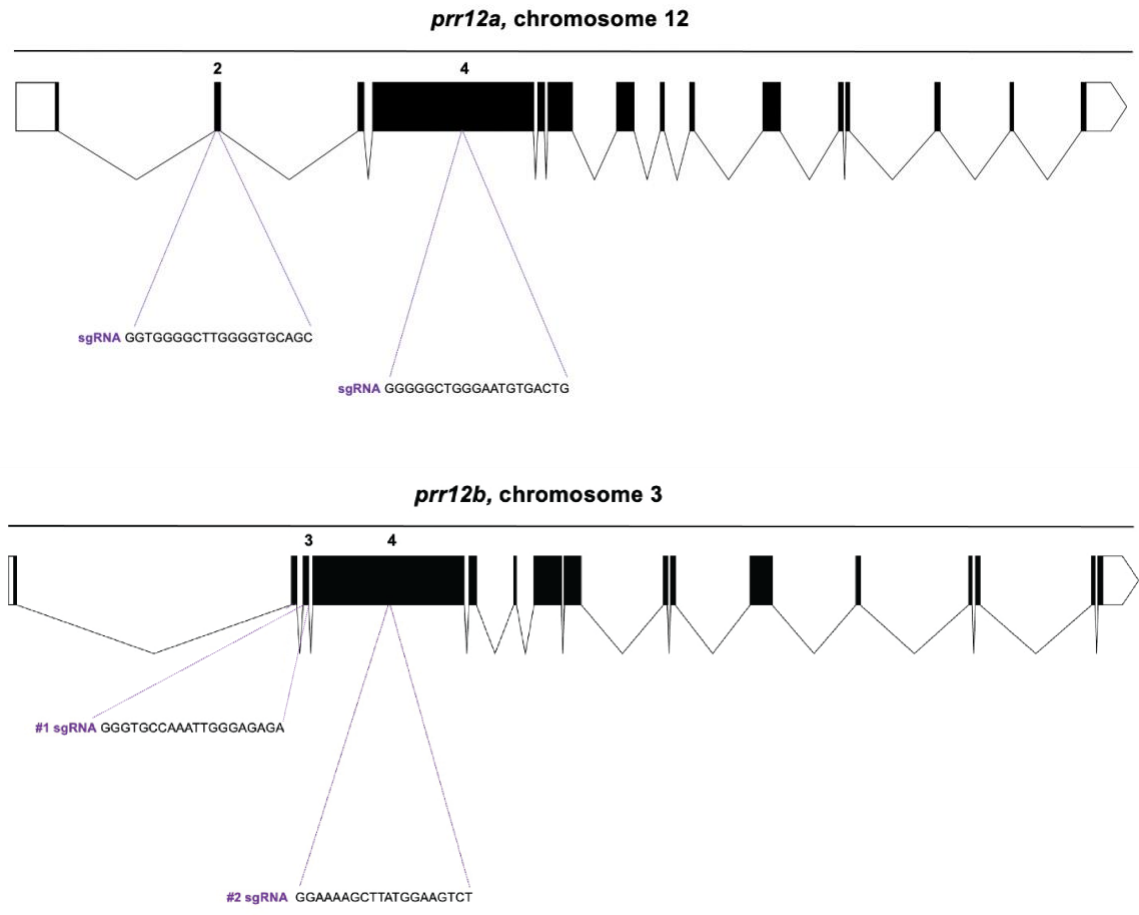 prr12a, chromosome 12
2 4
sgRNA GGTGGGGCTTGGGGTGCAGC
sgRNA GGGGGCTGGGAATGTGACTG
prr12b, chromosome 3
3 4
#1 sgRNA GGGTGCCAAATTGGGAGAGA
#2 sgRNA GGAAAAGCTTATGGAAGTCT